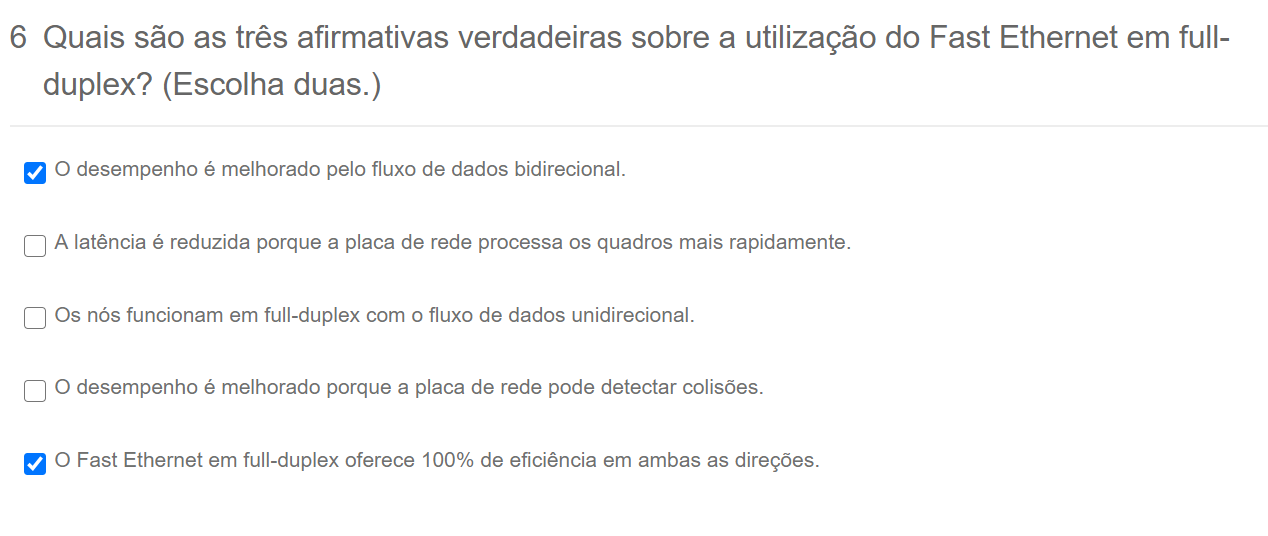 6 Quais são as três afirmativas verdadeiras sobre a utilização do Fast Ethernet em full-
duplex? (Escolha duas.)
O desempenho é melhorado pelo fluxo de dados bidirecional.
A latência é reduzida porque a placa de rede processa os quadros mais rapidamente.
Os nós funcionam em full-duplex com o fluxo de dados unidirecional.
O desempenho é melhorado porque a placa de rede pode detectar colisões.
O Fast Ethernet em full-duplex oferece 100% de eficiência em ambas as direções.